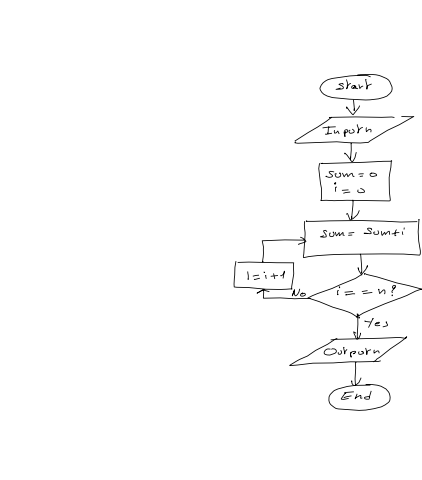 Start
Input n
Sum = 0
i = 0
Sum = Sum + i
i = i + 1
No
i == n?
Yes
Output n
End